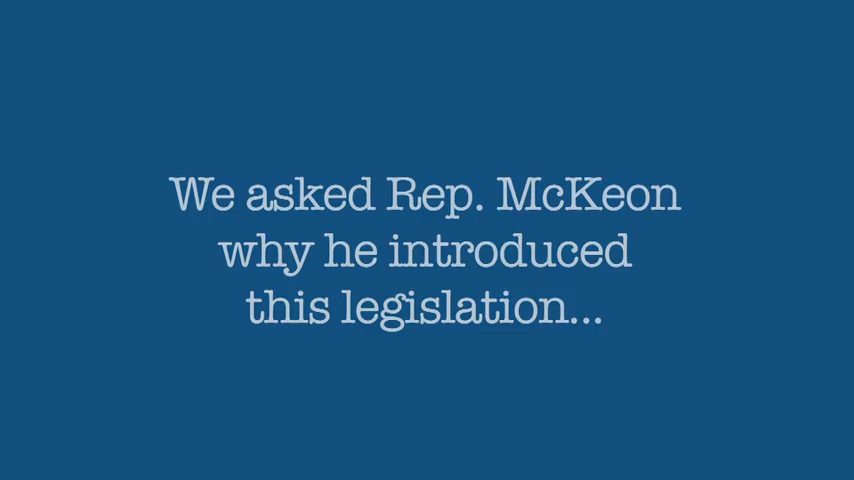 We asked Rep. McKeon
why he introduced
this legislation...